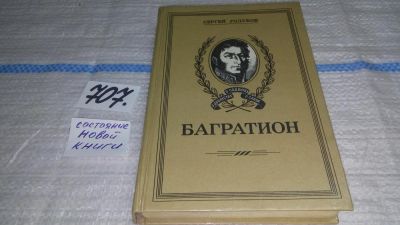 707.
состояние
новой
книги
СЕРГЕЙ ГОЛУБОВ
БАГРАТИОН